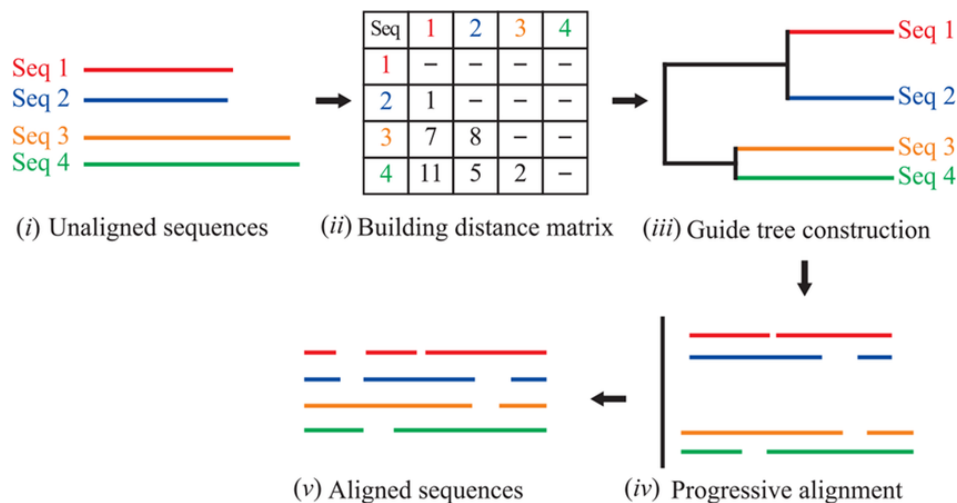 Seq 1
Seq 2
Seq 3
Seq 4
(i) Unaligned sequences
Seq 1 2 3 4
1 – – – –
2 1 – – –
3 7 8 – –
4 11 5 2 –
(ii) Building distance matrix
Seq 1
Seq 2
Seq 3
Seq 4
(iii) Guide tree construction
(iv) Progressive alignment
(v) Aligned sequences